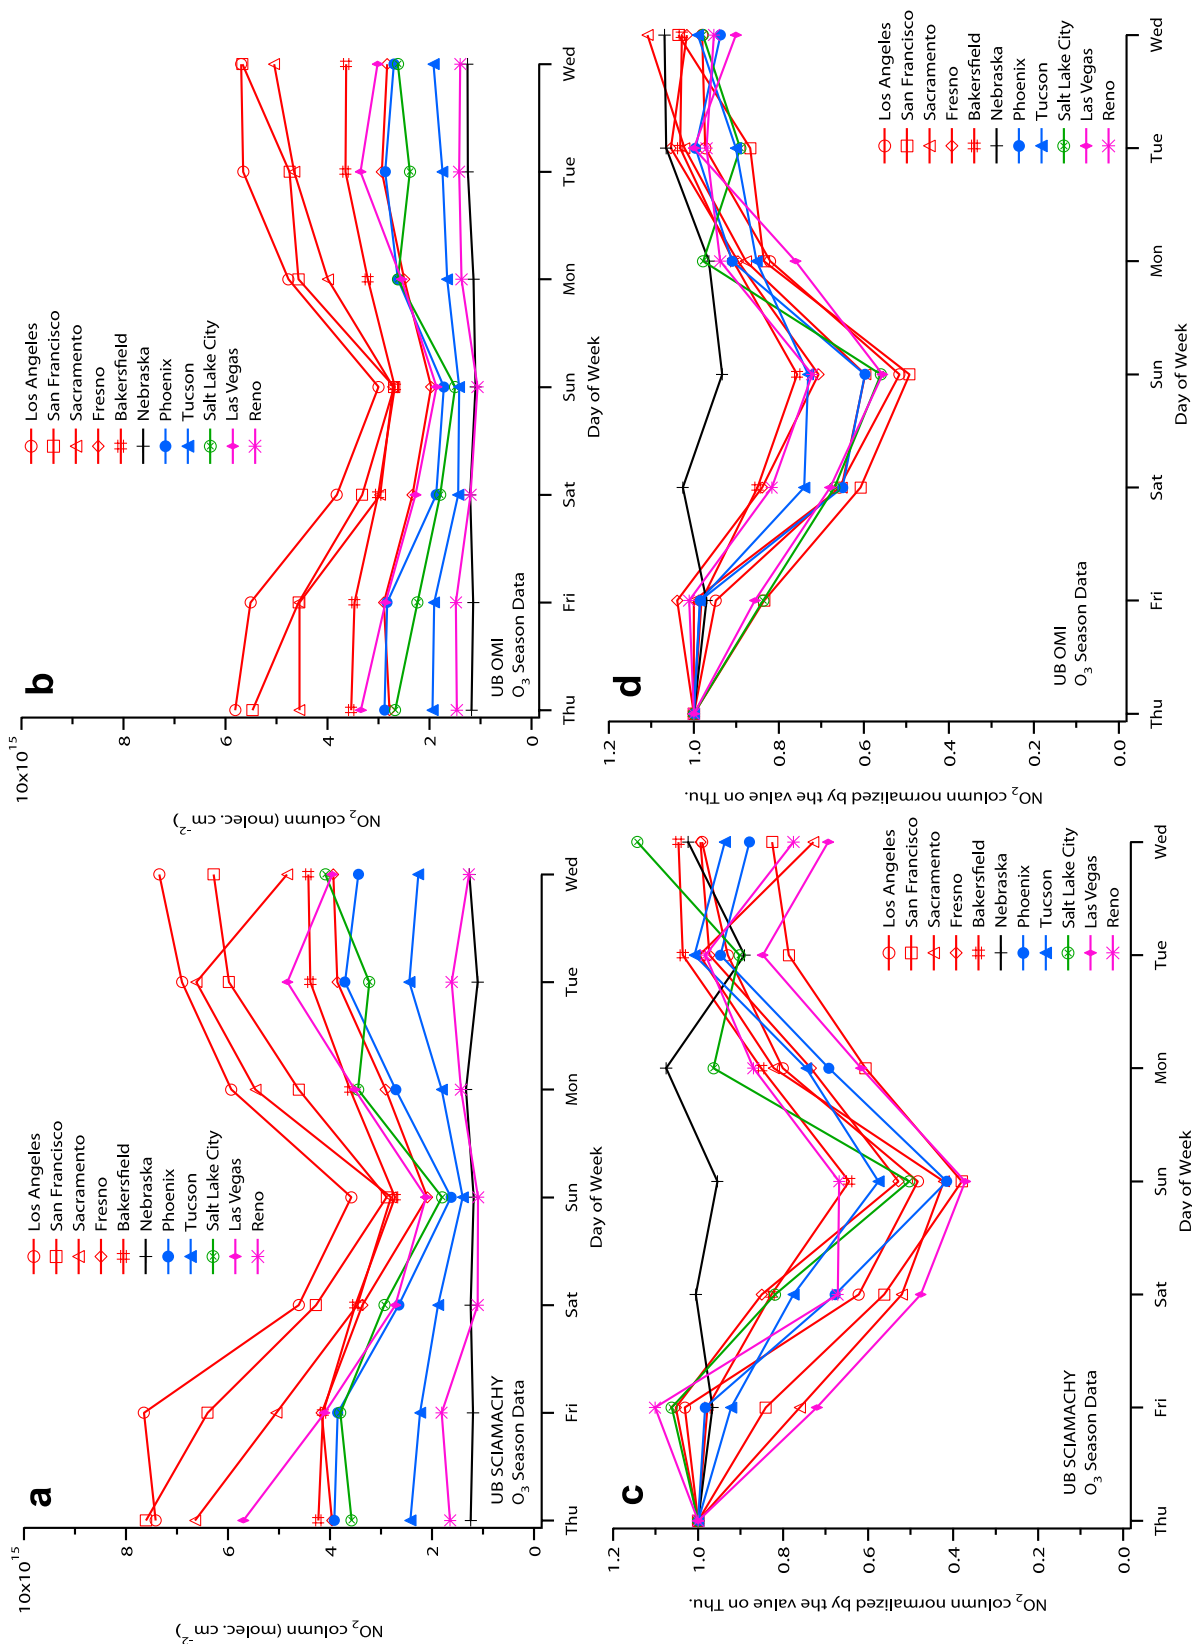 a
10x10¹⁵
8
6
4
2
0
NO₂ column (molec. cm⁻²)
Los Angeles
San Francisco
Sacramento
Fresno
Bakersfield
Nebraska
Phoenix
Tucson
Salt Lake City
Las Vegas
Reno
UB SCIAMACHY
O₃ Season Data
Thu Fri Sat Sun Mon Tue Wed
Day of Week
b
10x10¹⁵
8
6
4
2
0
NO₂ column (molec. cm⁻²)
Los Angeles
San Francisco
Sacramento
Fresno
Bakersfield
Nebraska
Phoenix
Tucson
Salt Lake City
Las Vegas
Reno
UB OMI
O₃ Season Data
Thu Fri Sat Sun Mon Tue Wed
Day of Week
c
1.2
1.0
0.8
0.6
0.4
0.2
0.0
NO₂ column normalized by the value on Thu.
Los Angeles
San Francisco
Sacramento
Fresno
Bakersfield
Nebraska
Phoenix
Tucson
Salt Lake City
Las Vegas
Reno
UB SCIAMACHY
O₃ Season Data
Thu Fri Sat Sun Mon Tue Wed
Day of Week
d
1.2
1.0
0.8
0.6
0.4
0.2
0.0
NO₂ column normalized by the value on Thu.
Los Angeles
San Francisco
Sacramento
Fresno
Bakersfield
Nebraska
Phoenix
Tucson
Salt Lake City
Las Vegas
Reno
UB OMI
O₃ Season Data
Thu Fri Sat Sun Mon Tue Wed
Day of Week